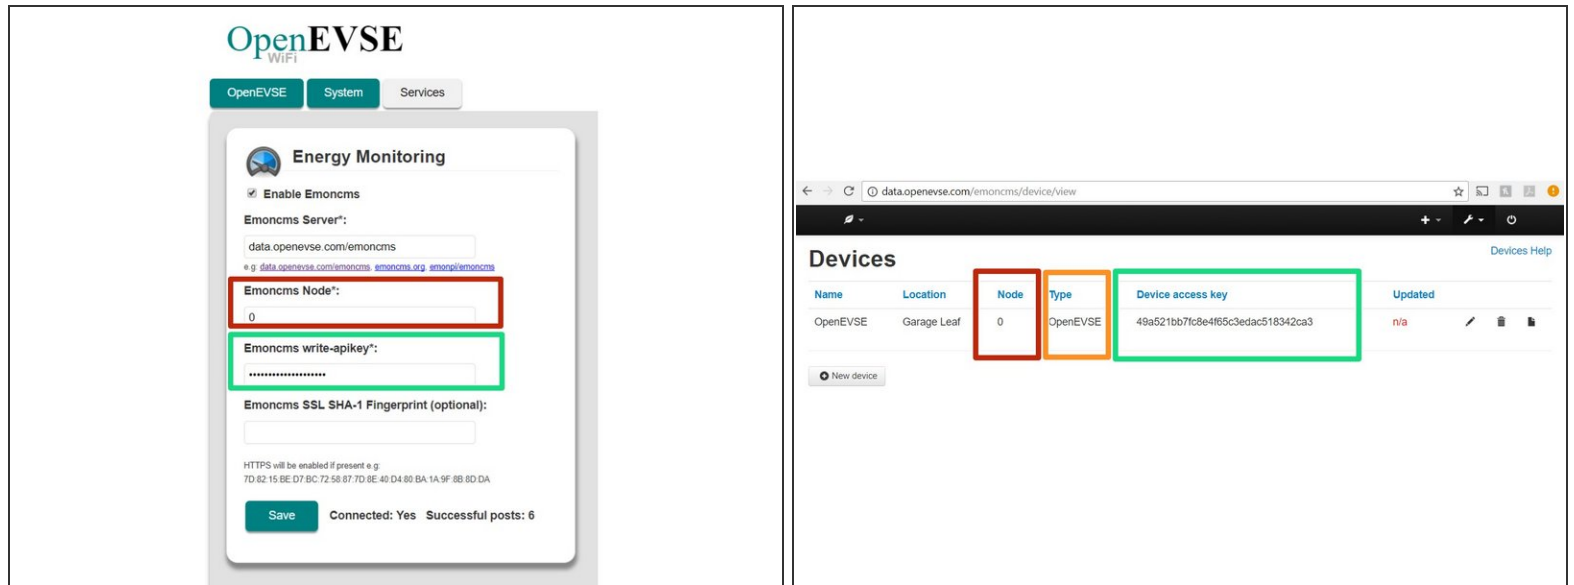 OpenEVSE
WiFi
OpenEVSE System Services
Energy Monitoring
Enable Emoncms
Emoncms Server*:
data.openevse.com/emoncms
e.g: data.openevse.com/emoncms, emoncms.org, emonpi/emoncms
Emoncms Node*:
0
Emoncms write-apikey*:
••••••••••••••••••••
Emoncms SSL SHA-1 Fingerprint (optional):
HTTPS will be enabled if present e.g:
7D:82:15:BE:D7:BC:72:58:87:7D:8E:40:D4:80:BA:1A:9F:8B:8D:DA
Save Connected: Yes Successful posts: 6
data.openevse.com/emoncms/device/view
Devices Help
Devices
Name Location Node Type Device access key Updated
OpenEVSE Garage Leaf 0 OpenEVSE 49a521bb7fc8e4f65c3edac518342ca3 n/a
New device